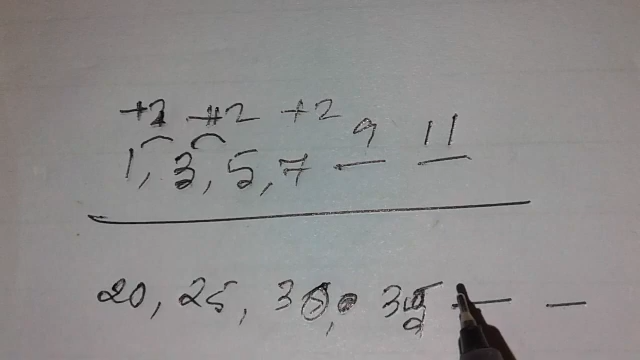 +2 +2 +2
1, 3, 5, 7 9 11
20, 25, 30, 35